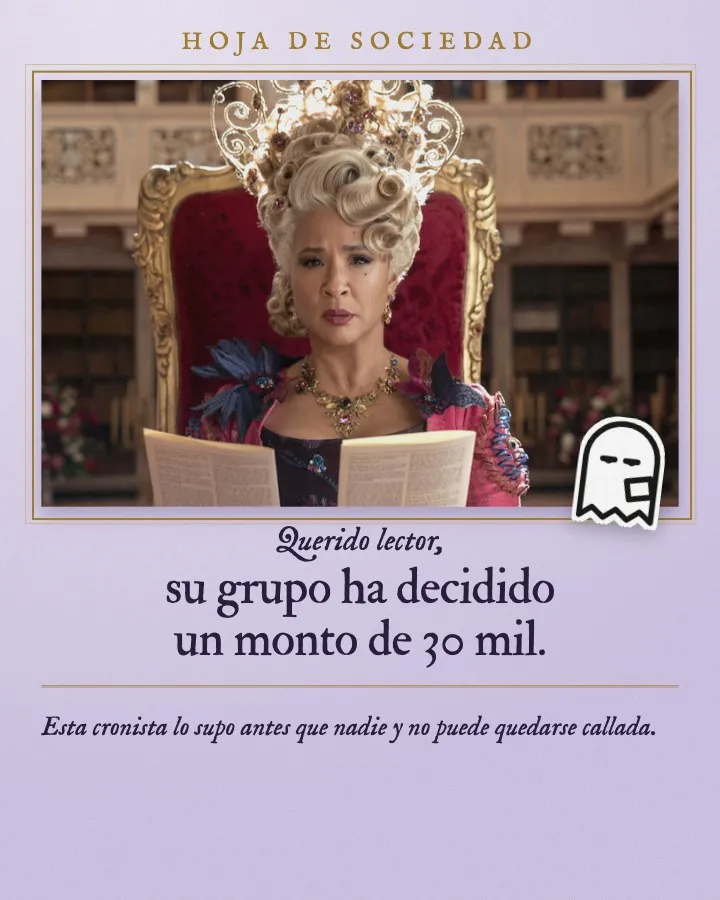 HOJA DE SOCIEDAD
Querido lector,
su grupo ha decidido
un monto de 30 mil.
Esta cronista lo supo antes que nadie y no puede quedarse callada.